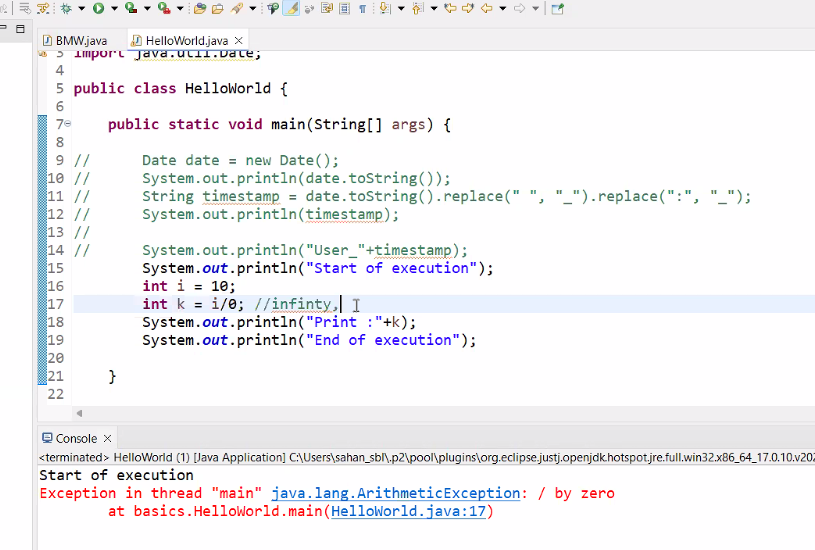 BMW.java
HelloWorld.java
3 import java.util.Date;
4
5 public class HelloWorld {
6
7 public static void main(String[] args) {
8
9 // Date date = new Date();
10 // System.out.println(date.toString());
11 // String timestamp = date.toString().replace(" ", "_").replace(":", "_");
12 // System.out.println(timestamp);
13 //
14 // System.out.println("User_"+timestamp);
15 System.out.println("Start of execution");
16 int i = 10;
17 int k = i/0; //infinty,
18 System.out.println("Print :"+k);
19 System.out.println("End of execution");
20
21 }
22
Console
<terminated> HelloWorld (1) [Java Application] C:\Users\sahan_sbl\.p2\pool\plugins\org.eclipse.justj.openjdk.hotspot.jre.full.win32.x86_64_17.0.10.v202
Start of execution
Exception in thread "main" java.lang.ArithmeticException: / by zero
at basics.HelloWorld.main(HelloWorld.java:17)